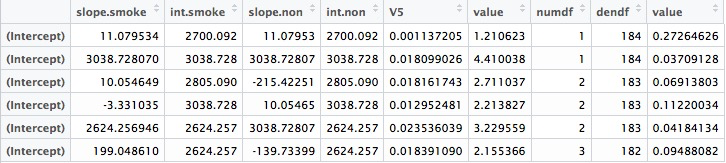 slope.smoke int.smoke slope.non int.non V5 value numdf dendf value
(Intercept) 11.079534 2700.092 11.07953 2700.092 0.001137205 1.210623 1 184 0.27264626
(Intercept) 3038.728070 3038.728 3038.72807 3038.728 0.018099026 4.410038 1 184 0.03709128
(Intercept) 10.054649 2805.090 -215.42251 2805.090 0.018161743 2.711037 2 183 0.06913803
(Intercept) -3.331035 3038.728 10.05465 3038.728 0.012952481 2.213827 2 183 0.11220034
(Intercept) 2624.256946 2624.257 3038.72807 2624.257 0.023536039 3.229559 2 183 0.04184134
(Intercept) 199.048610 2624.257 -139.73399 2624.257 0.018391090 2.155366 3 182 0.09488082